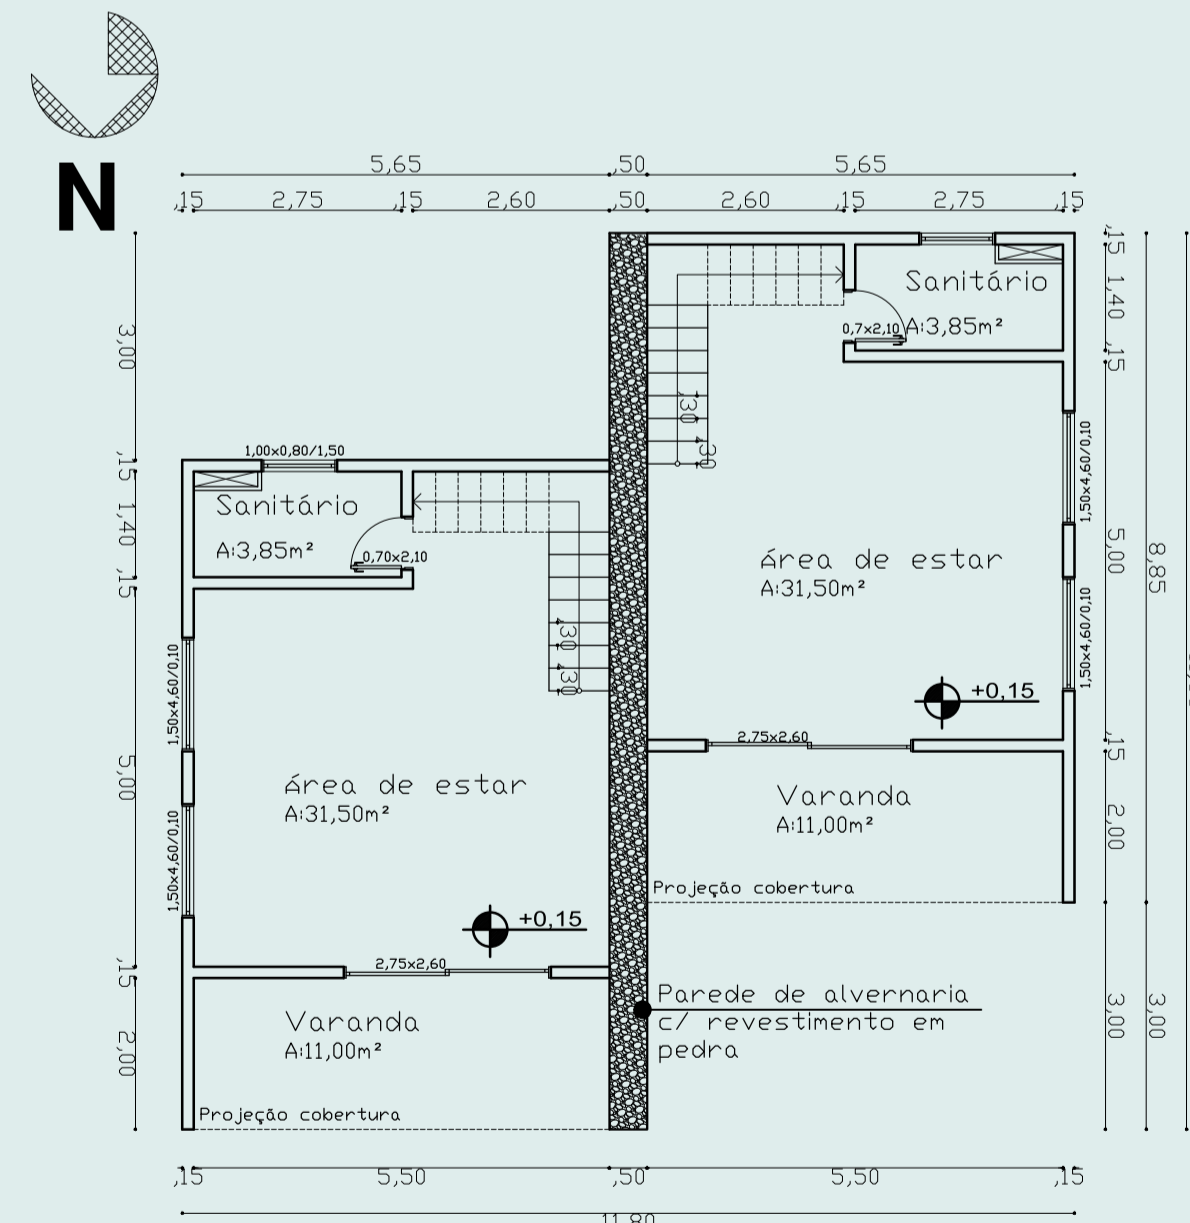 N
5,65 ,50 5,65
,15 2,75 ,15 2,60 ,50 2,60 ,15 2,75 ,15
3,00
,15
1,40
,15
5,00
,15
2,00
1,00x0,80/1,50
Sanitário
A:3,85m²
0,70x2,10
,30
,30
1,50x4,60/0,10
1,50x4,60/0,10
Área de estar
A:31,50m²
+0,15
2,75x2,60
Varanda
A:11,00m²
Projeção cobertura
Sanitário
A:3,85m²
0,7x2,10
,30
,30
Área de estar
A:31,50m²
1,50x4,60/0,10
1,50x4,60/0,10
+0,15
2,75x2,60
Varanda
A:11,00m²
Projeção cobertura
Parede de alvernaria
c/ revestimento em
pedra
,15
1,40
,15
5,00
,15
2,00
3,00
8,85
3,00
,15 5,50 ,50 5,50 ,15
11,80